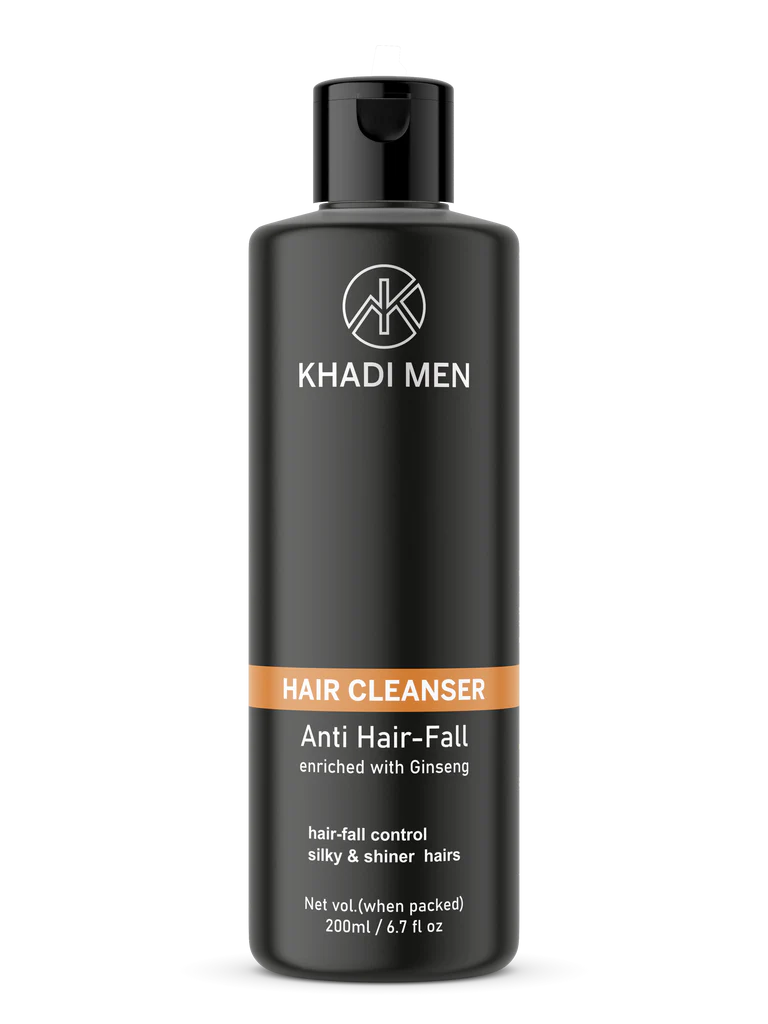 KHADI MEN
HAIR CLEANSER
Anti Hair-Fall
enriched with Ginseng
hair-fall control
silky & shiner hairs
Net vol.(when packed)
200ml / 6.7 fl oz